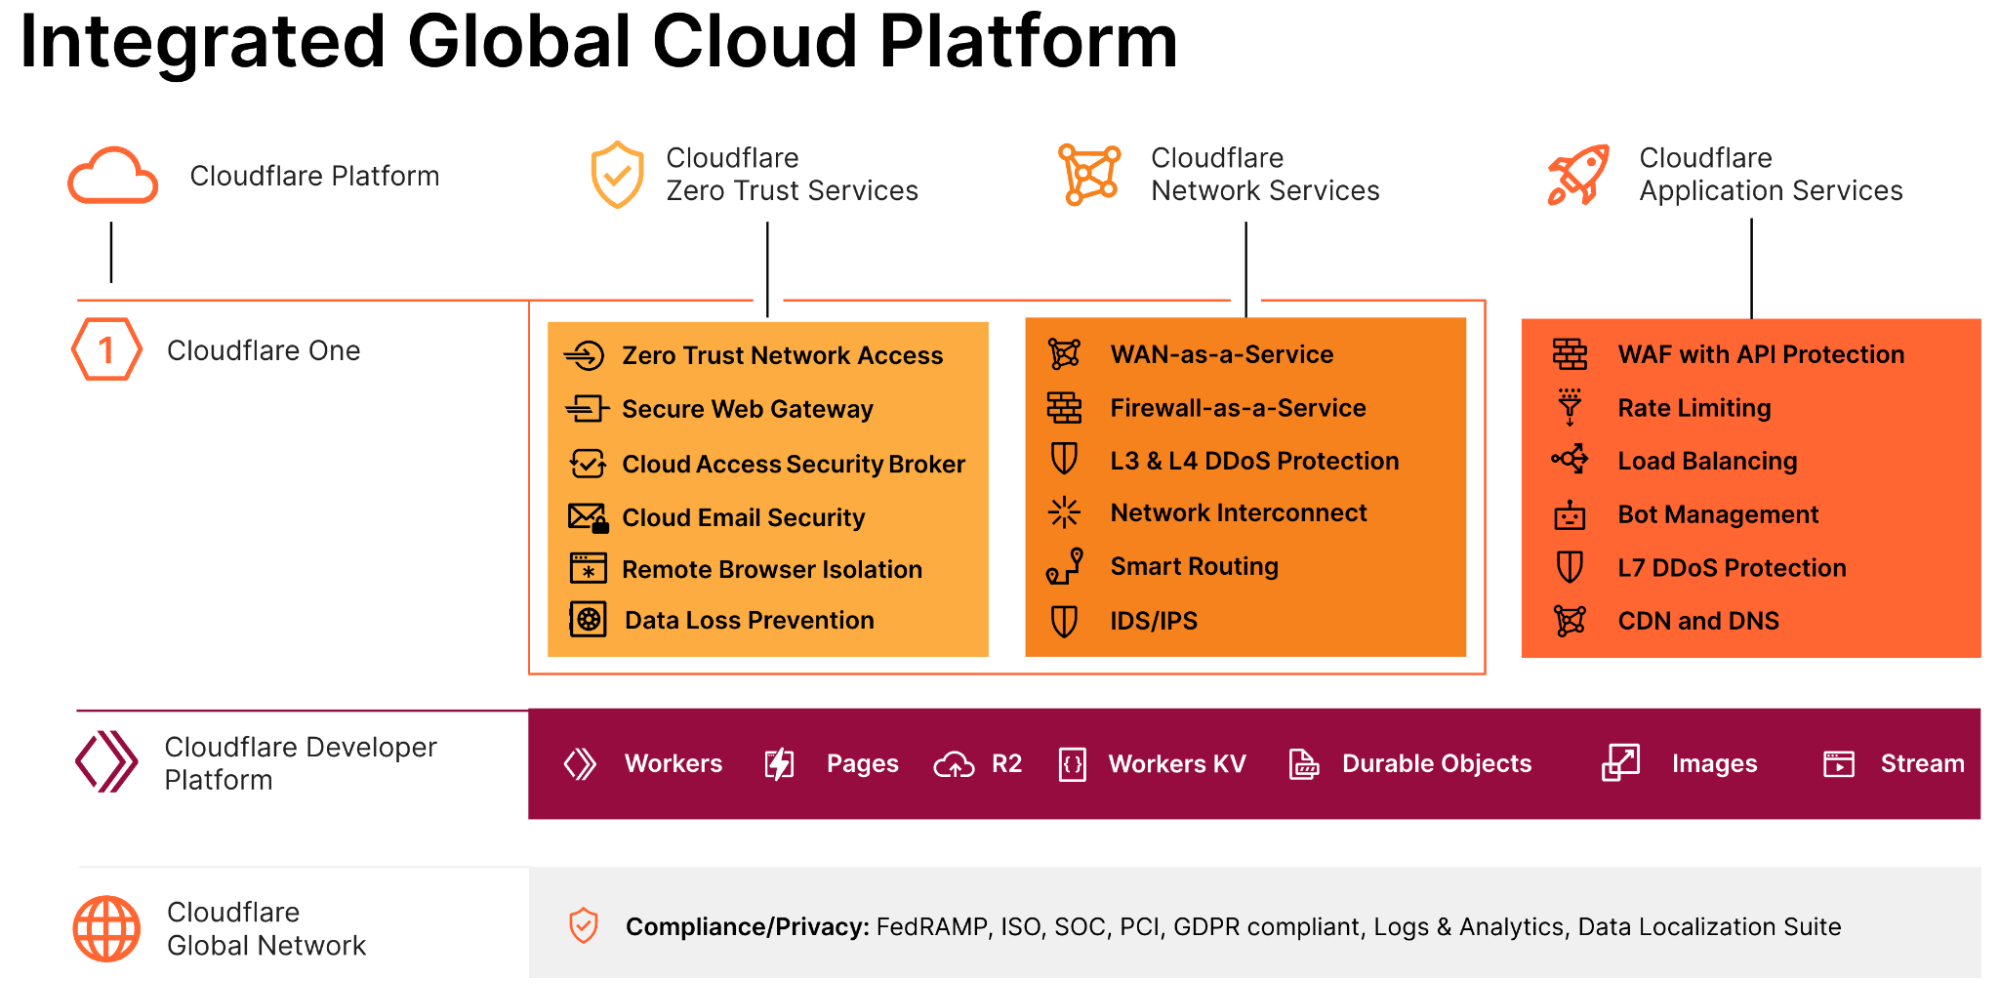 Integrated Global Cloud Platform
Cloudflare Platform
Cloudflare
Zero Trust Services
Cloudflare
Network Services
Cloudflare
Application Services
1
Cloudflare One
Zero Trust Network Access
Secure Web Gateway
Cloud Access Security Broker
Cloud Email Security
Remote Browser Isolation
Data Loss Prevention
WAN-as-a-Service
Firewall-as-a-Service
L3 & L4 DDoS Protection
Network Interconnect
Smart Routing
IDS/IPS
WAF with API Protection
Rate Limiting
Load Balancing
Bot Management
L7 DDoS Protection
CDN and DNS
Cloudflare Developer
Platform
Workers
Pages
R2
Workers KV
Durable Objects
Images
Stream
Cloudflare
Global Network
Compliance/Privacy: FedRAMP, ISO, SOC, PCI, GDPR compliant, Logs & Analytics, Data Localization Suite